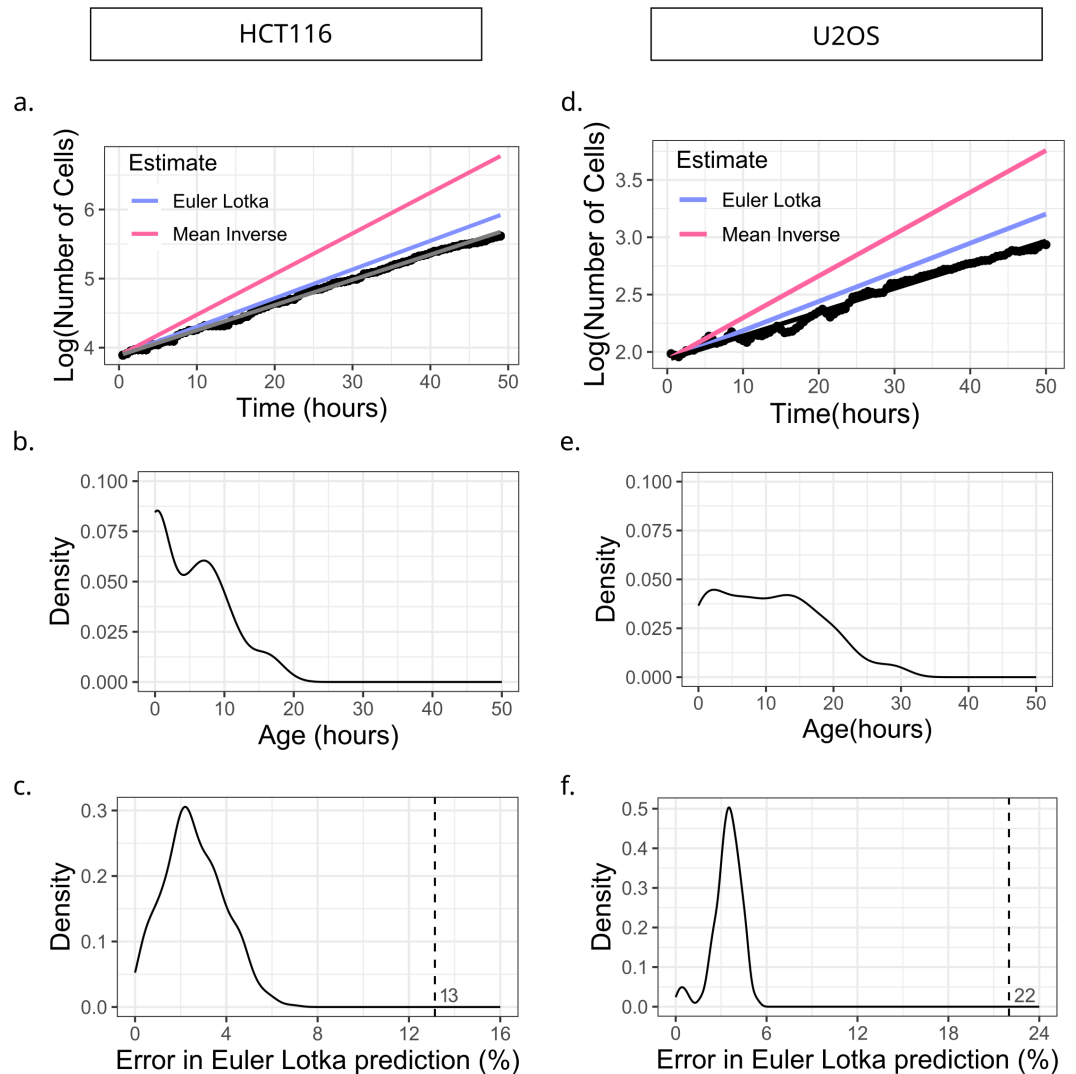 HCT116
U2OS
a.
Log(Number of Cells)
6
5
4
Estimate
Euler Lotka
Mean Inverse
0 10 20 30 40 50
Time (hours)
d.
Log(Number of Cells)
3.5
3.0
2.5
2.0
Estimate
Euler Lotka
Mean Inverse
0 10 20 30 40 50
Time(hours)
b.
Density
0.100
0.075
0.050
0.025
0.000
0 10 20 30 40 50
Age (hours)
e.
Density
0.100
0.075
0.050
0.025
0.000
0 10 20 30 40 50
Age(hours)
c.
Density
0.3
0.2
0.1
0.0
13
0 4 8 12 16
Error in Euler Lotka prediction (%)
f.
Density
0.5
0.4
0.3
0.2
0.1
0.0
22
0 6 12 18 24
Error in Euler Lotka prediction (%)